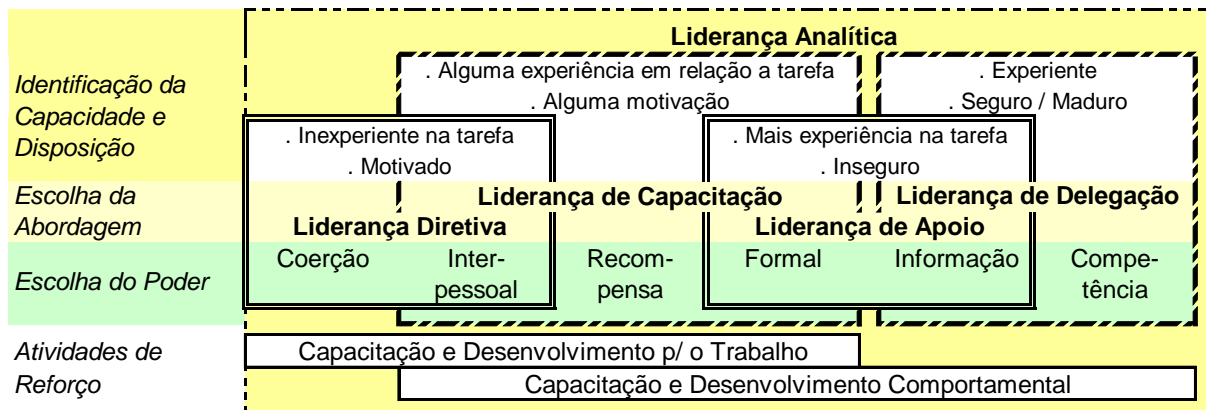 Liderança Analítica
Identificação da
Capacidade e
Disposição
. Alguma experiência em relação a tarefa
. Alguma motivação
. Experiente
. Seguro / Maduro
. Inexperiente na tarefa
. Motivado
. Mais experiência na tarefa
. Inseguro
Escolha da
Abordagem
Liderança de Capacitação
Liderança de Delegação
Liderança Diretiva
Liderança de Apoio
Escolha do Poder
Coerção
Inter-
pessoal
Recom-
pensa
Formal
Informação
Compe-
tência
Atividades de
Reforço
Capacitação e Desenvolvimento p/ o Trabalho
Capacitação e Desenvolvimento Comportamental